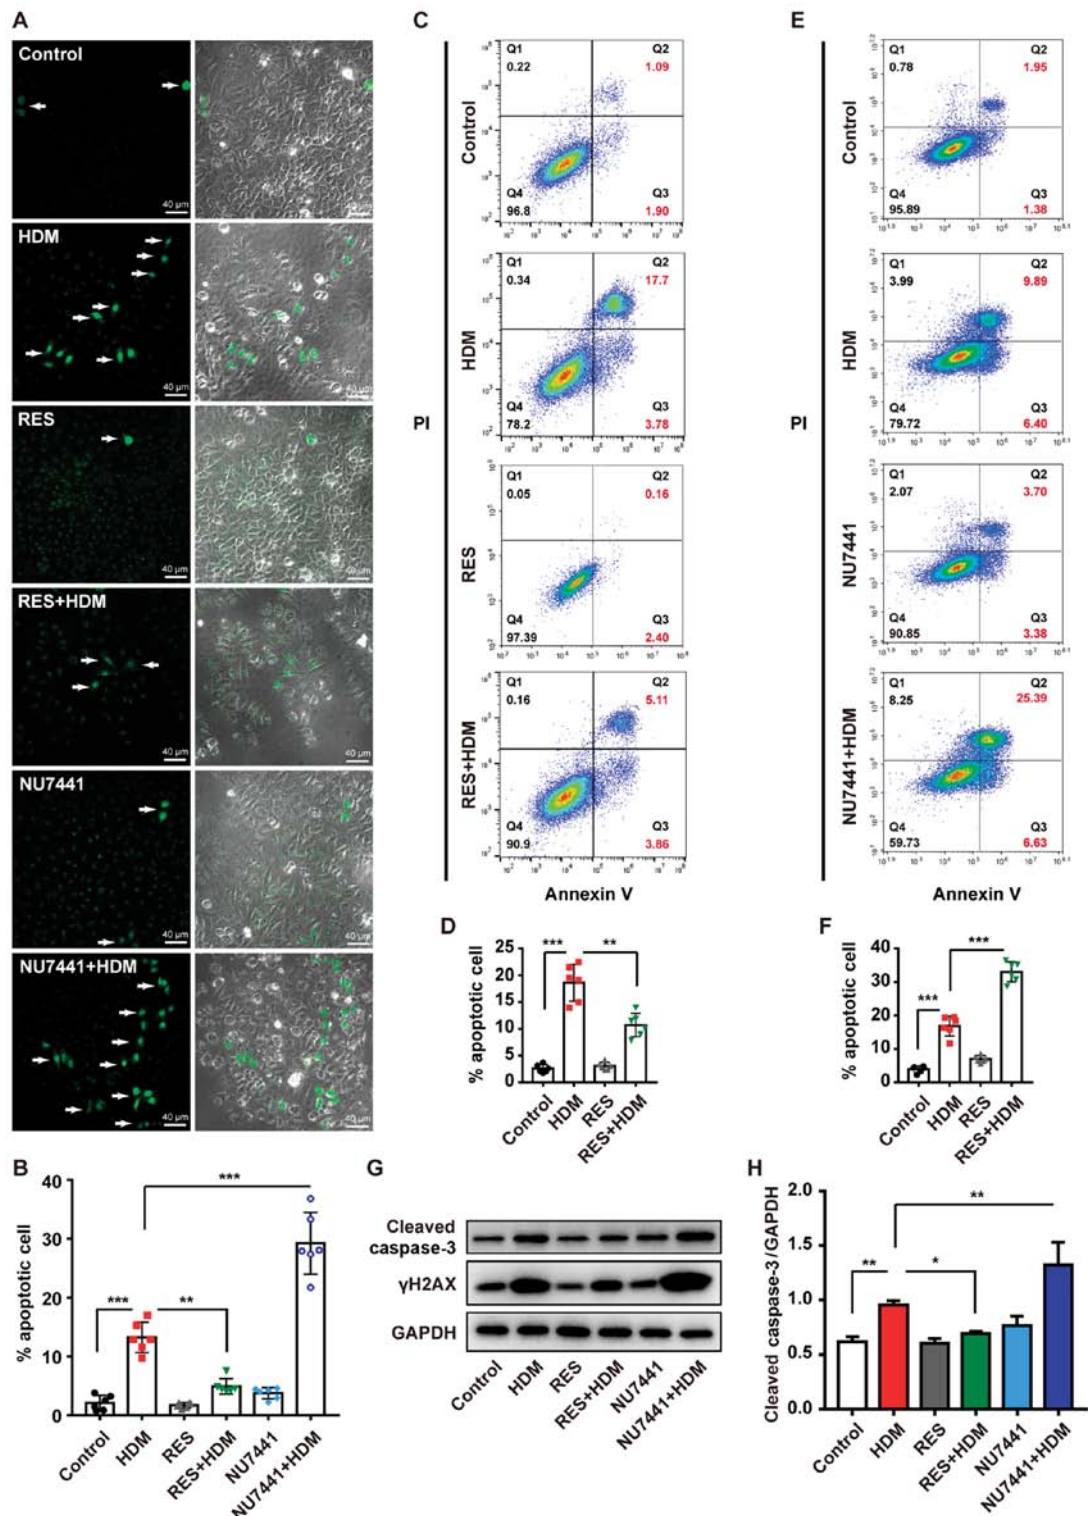 A
Control
40 µm
40 µm
HDM
40 µm
40 µm
RES
40 µm
40 µm
RES+HDM
40 µm
40 µm
NU7441
40 µm
40 µm
NU7441+HDM
40 µm
40 µm
B
% apoptotic cell
40
30
20
10
0
***
**
***
Control
HDM
RES
RES+HDM
NU7441
NU7441+HDM
C
PI
Control
Q1
0.22
Q2
1.09
Q4
96.8
Q3
1.90
HDM
Q1
0.34
Q2
17.7
Q4
78.2
Q3
3.78
RES
Q1
0.05
Q2
0.16
Q4
97.39
Q3
2.40
RES+HDM
Q1
0.16
Q2
5.11
Q4
90.9
Q3
3.86
Annexin V
D
% apoptotic cell
25
20
15
10
5
0
***
**
Control
HDM
RES
RES+HDM
E
PI
Control
Q1
0.78
Q2
1.95
Q4
95.89
Q3
1.38
HDM
Q1
3.99
Q2
9.89
Q4
79.72
Q3
6.40
NU7441
Q1
2.07
Q2
3.70
Q4
90.85
Q3
3.38
NU7441+HDM
Q1
8.25
Q2
25.39
Q4
59.73
Q3
6.63
Annexin V
F
% apoptotic cell
40
30
20
10
0
***
***
Control
HDM
RES
RES+HDM
G
Cleaved
caspase-3
γH2AX
GAPDH
Control
HDM
RES
RES+HDM
NU7441
NU7441+HDM
H
Cleaved caspase-3/GAPDH
2.0
1.5
1.0
0.5
0.0
**
*
**
Control
HDM
RES
RES+HDM
NU7441
NU7441+HDM